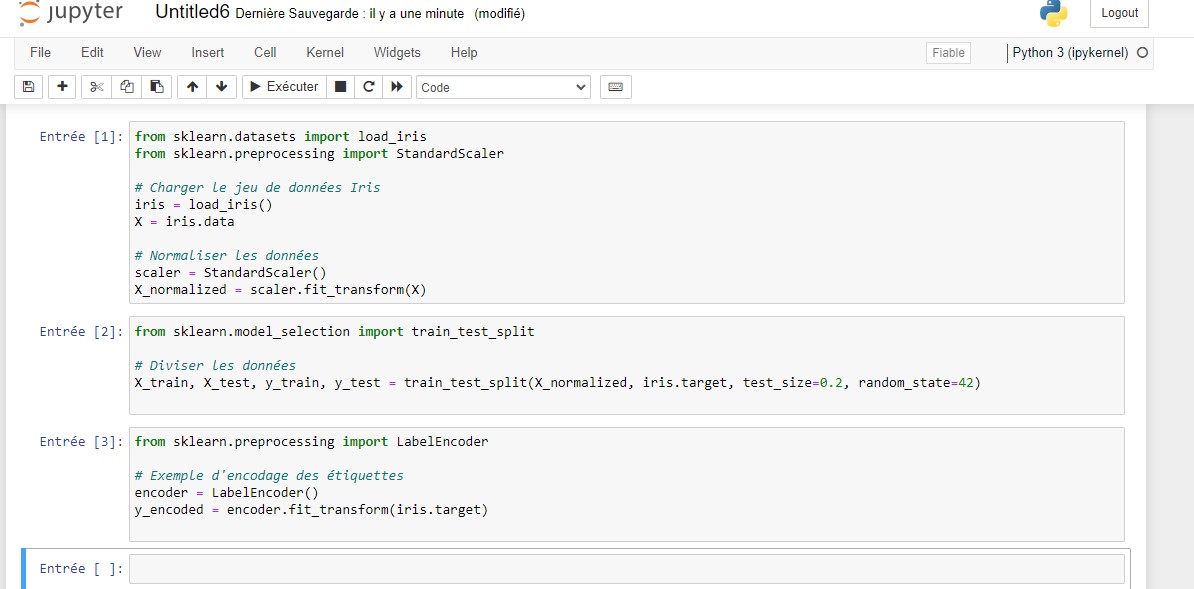 jupyter Untitled6 Dernière Sauvegarde : il y a une minute (modifié) Logout
File Edit View Insert Cell Kernel Widgets Help Fiable Python 3 (ipykernel)
Exécuter Code
Entrée [1]: from sklearn.datasets import load_iris
from sklearn.preprocessing import StandardScaler
# Charger le jeu de données Iris
iris = load_iris()
X = iris.data
# Normaliser les données
scaler = StandardScaler()
X_normalized = scaler.fit_transform(X)
Entrée [2]: from sklearn.model_selection import train_test_split
# Diviser les données
X_train, X_test, y_train, y_test = train_test_split(X_normalized, iris.target, test_size=0.2, random_state=42)
Entrée [3]: from sklearn.preprocessing import LabelEncoder
# Exemple d'encodage des étiquettes
encoder = LabelEncoder()
y_encoded = encoder.fit_transform(iris.target)
Entrée [ ]: